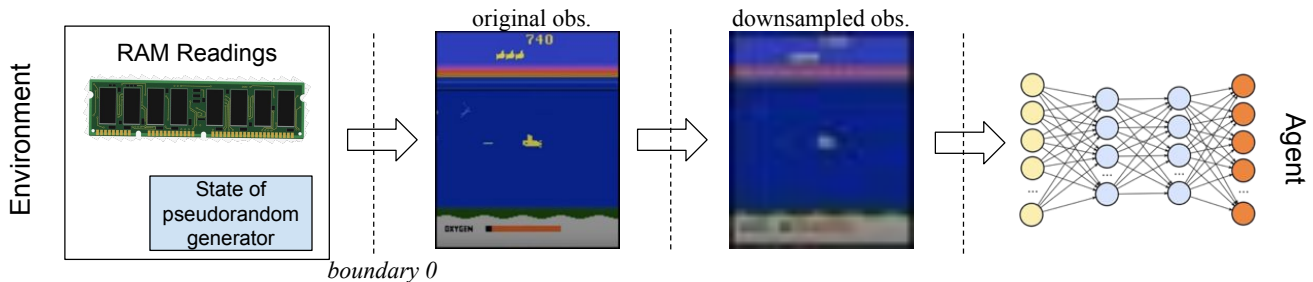 Environment
RAM Readings
State of
pseudorandom
generator
boundary 0
original obs.
740
OXYGEN
downsampled obs.
...
...
...
...
Agent